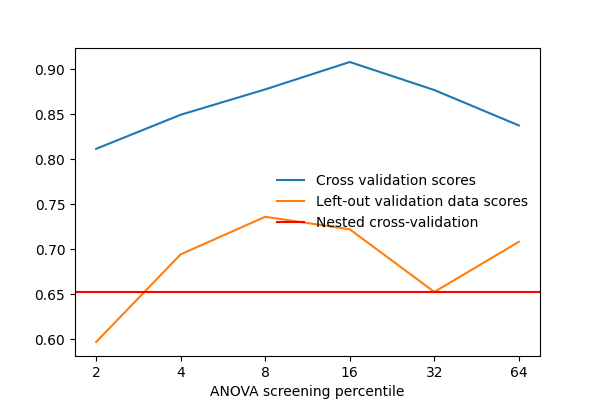 0.90
0.85
0.80
0.75
0.70
0.65
0.60
Cross validation scores
Left-out validation data scores
Nested cross-validation
2 4 8 16 32 64
ANOVA screening percentile